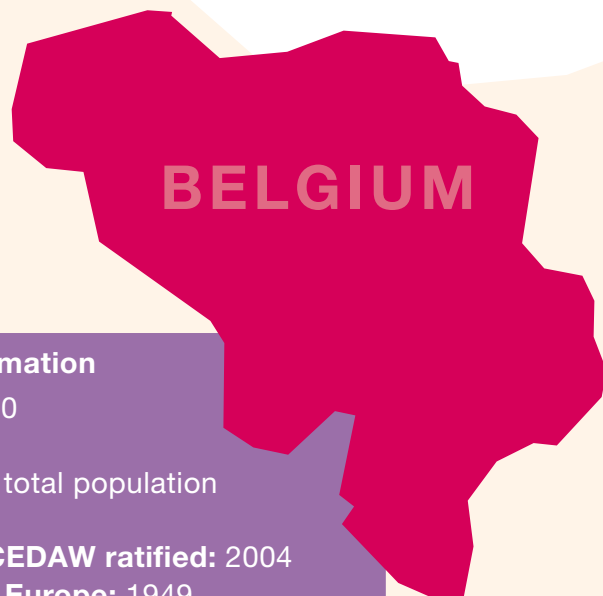 BELGIUM
mation
0
total population
CEDAW ratified: 2004
Europe: 1949